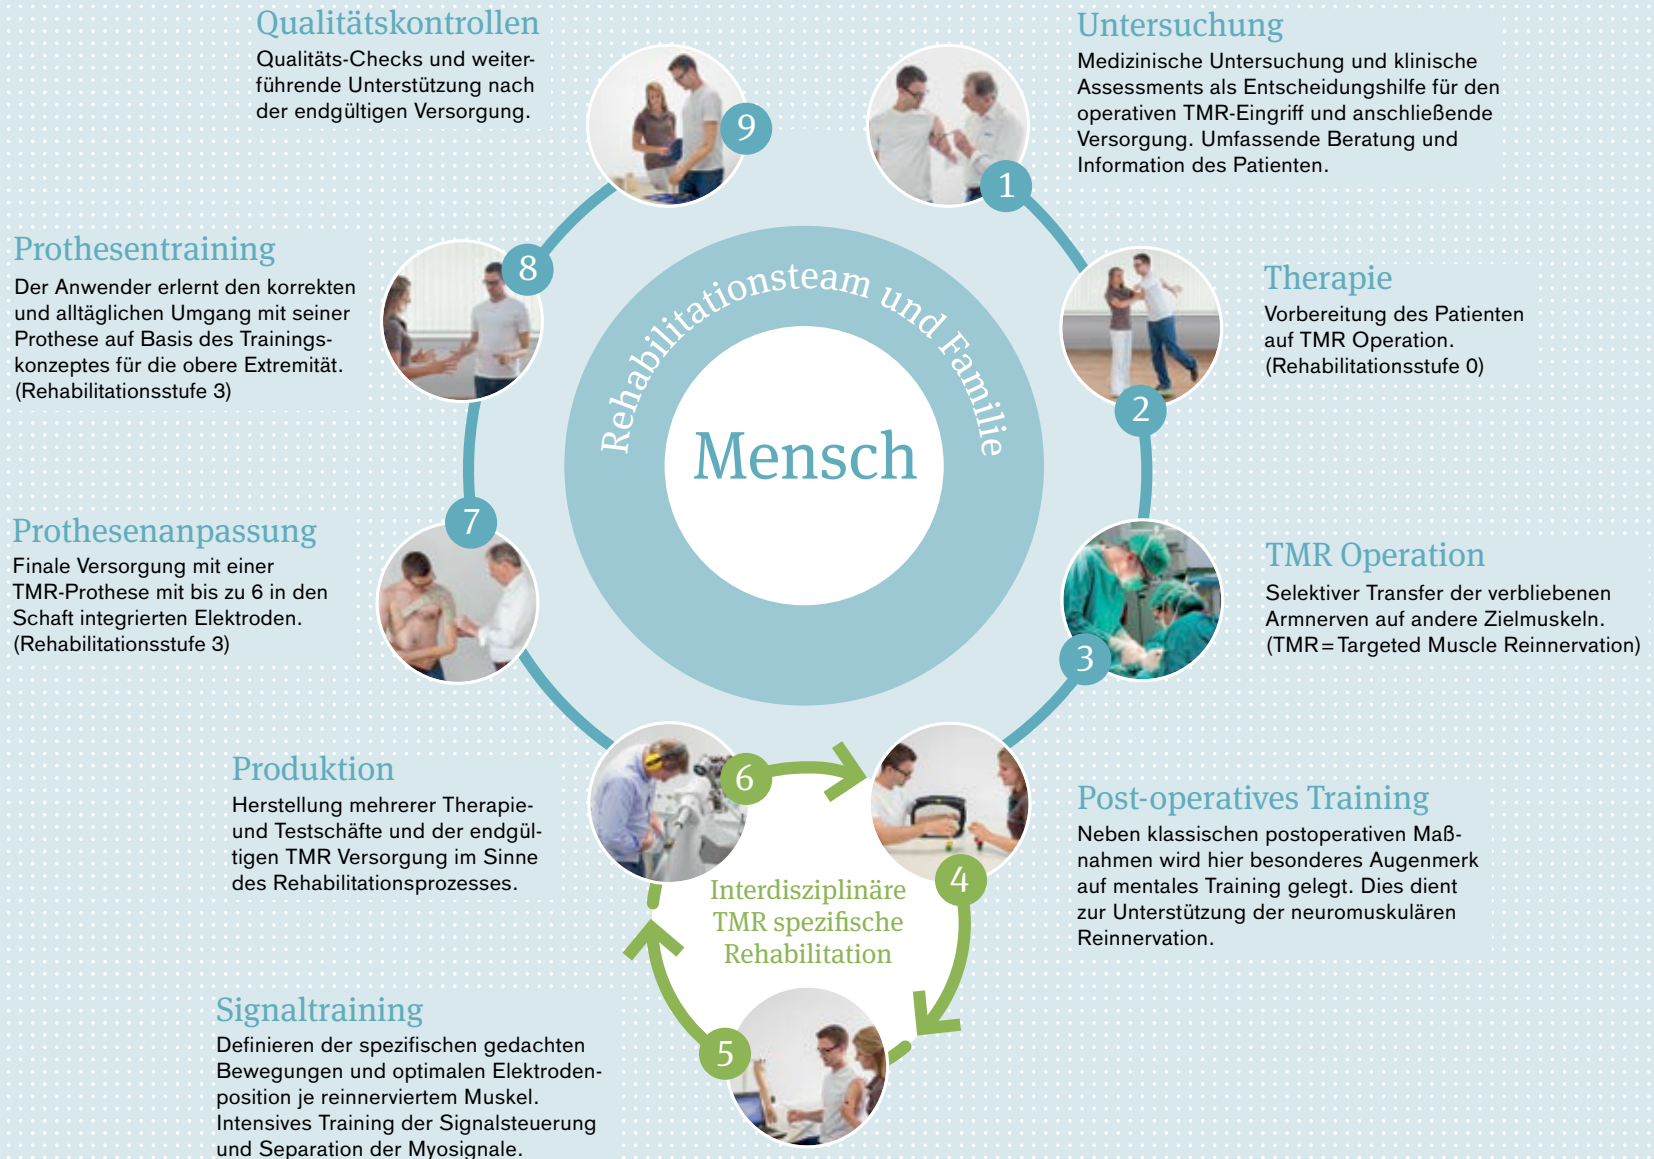 Qualitätskontrollen
Qualitäts-Checks und weiter-
führende Unterstützung nach
der endgültigen Versorgung.
9
Untersuchung
Medizinische Untersuchung und klinische
Assessments als Entscheidungshilfe für den
operativen TMR-Eingriff und anschließende
Versorgung. Umfassende Beratung und
Information des Patienten.
1
Prothesentraining
Der Anwender erlernt den korrekten
und alltäglichen Umgang mit seiner
Prothese auf Basis des Trainings-
konzeptes für die obere Extremität.
(Rehabilitationsstufe 3)
8
Rehabilitationsteam und Familie
Mensch
Therapie
Vorbereitung des Patienten
auf TMR Operation.
(Rehabilitationsstufe 0)
2
Prothesenanpassung
Finale Versorgung mit einer
TMR-Prothese mit bis zu 6 in den
Schaft integrierten Elektroden.
(Rehabilitationsstufe 3)
7
TMR Operation
Selektiver Transfer der verbliebenen
Armnerven auf andere Zielmuskeln.
(TMR = Targeted Muscle Reinnervation)
3
Produktion
Herstellung mehrerer Therapie-
und Testschäfte und der endgül-
tigen TMR Versorgung im Sinne
des Rehabilitationsprozesses.
6
Interdisziplinäre
TMR spezifische
Rehabilitation
4
Post-operatives Training
Neben klassischen postoperativen Maß-
nahmen wird hier besonderes Augenmerk
auf mentales Training gelegt. Dies dient
zur Unterstützung der neuromuskulären
Reinnervation.
Signaltraining
Definieren der spezifischen gedachten
Bewegungen und optimalen Elektroden-
position je reinnerviertem Muskel.
Intensives Training der Signalsteuerung
und Separation der Myosignale.
5